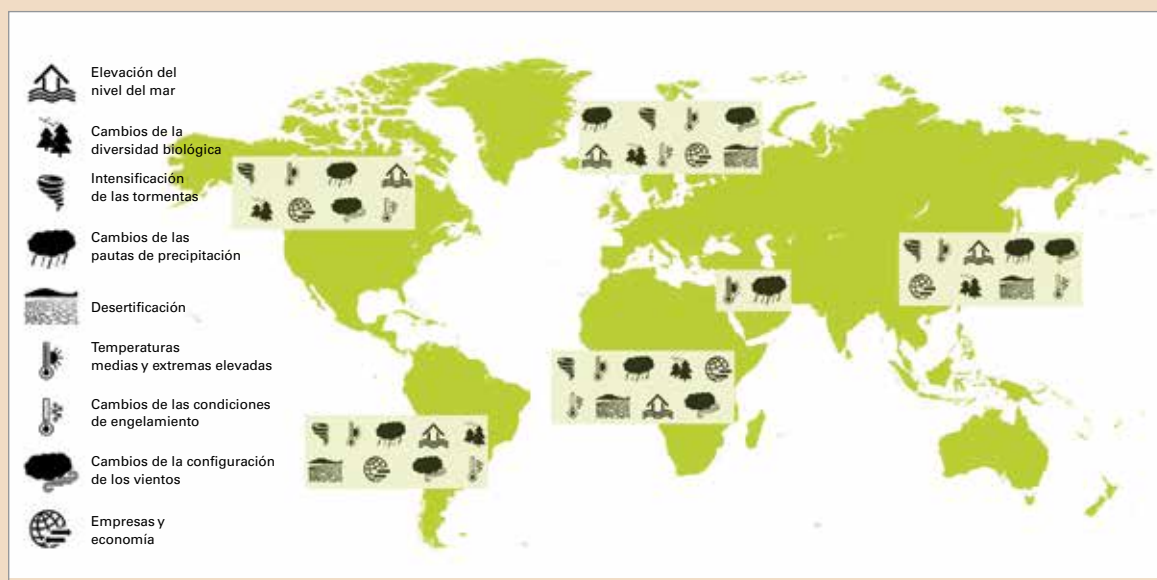 Elevación del
nivel del mar
Cambios de la
diversidad biológica
Intensificación
de las tormentas
Cambios de las
pautas de precipitación
Desertificación
Temperaturas
medias y extremas elevadas
Cambios de las condiciones
de engelamiento
Cambios de la configuración
de los vientos
Empresas y
economía